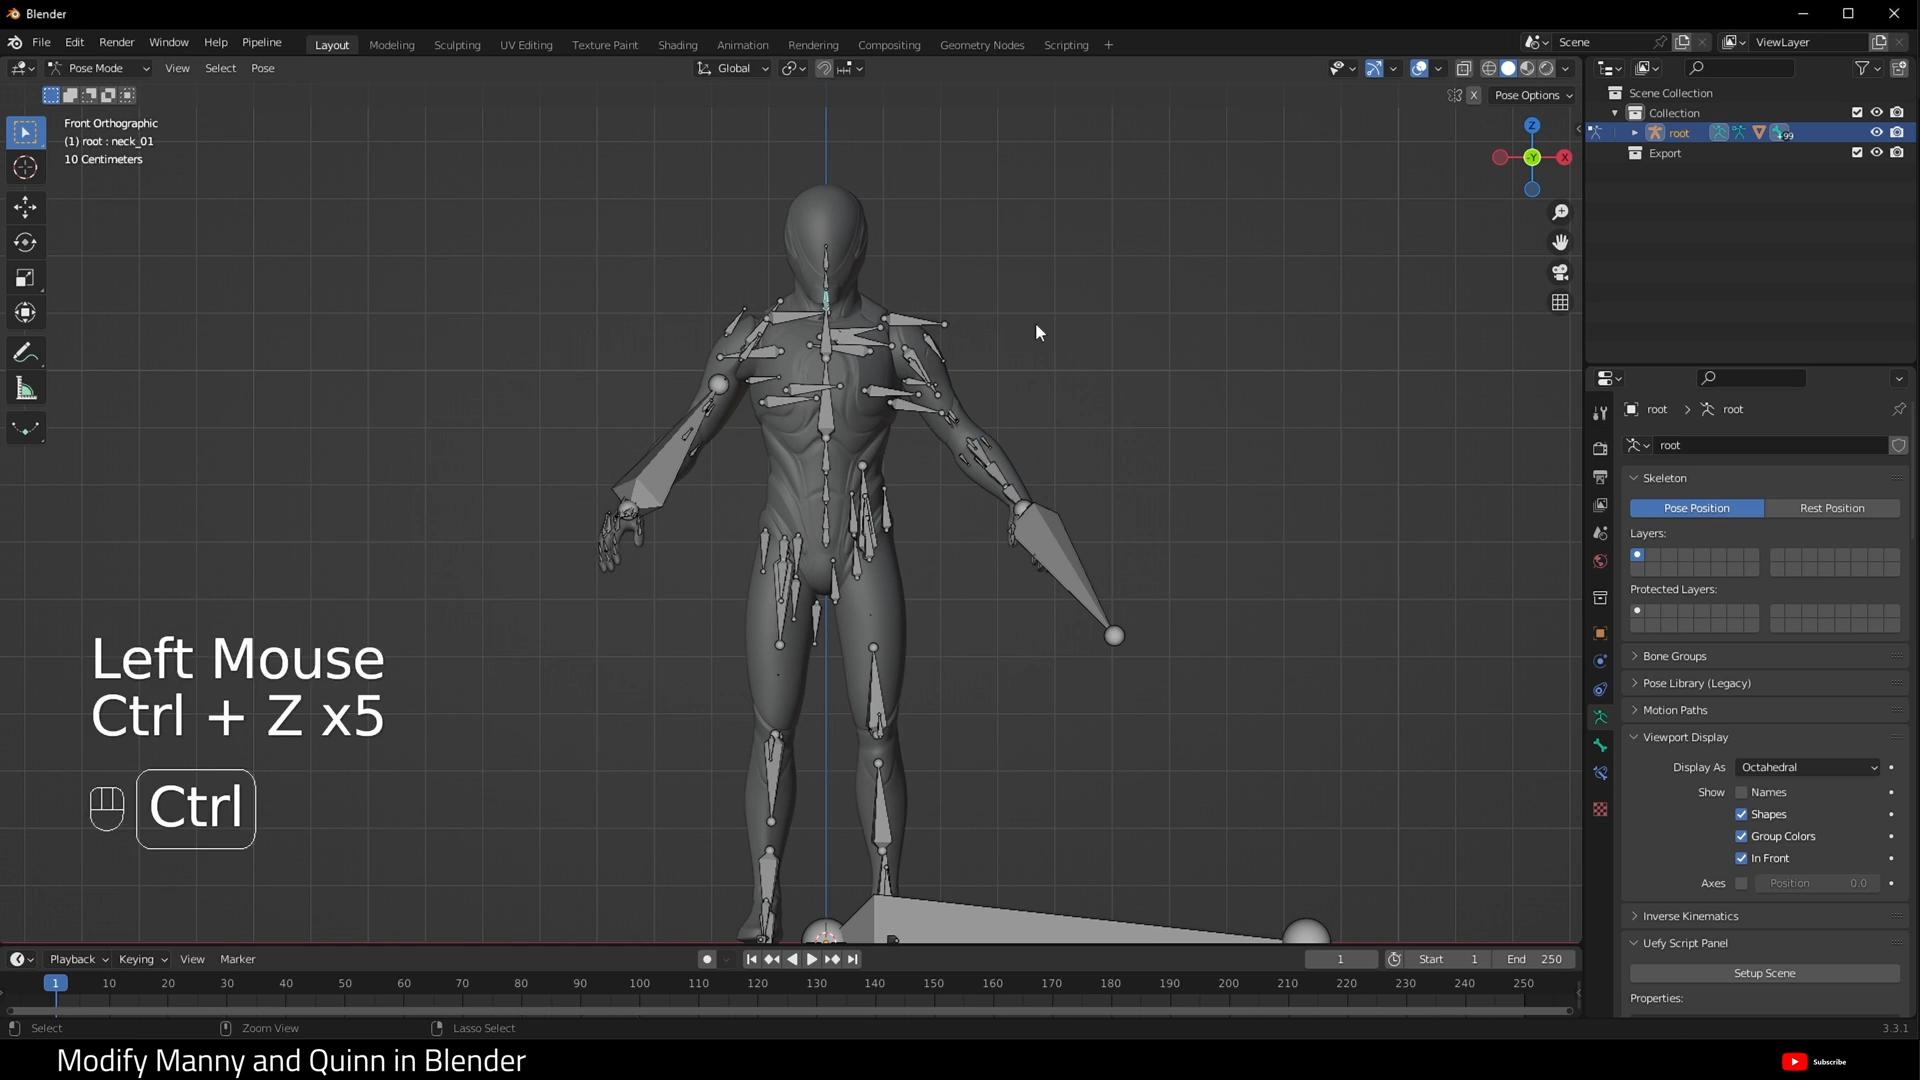 Blender
File Edit Render Window Help Pipeline Layout Modeling Sculpting UV Editing Texture Paint Shading Animation Rendering Compositing Geometry Nodes Scripting + Scene ViewLayer
Pose Mode View Select Pose Global
X Pose Options
Front Orthographic
(1) root : neck_01
10 Centimeters
Z
-Y X
Scene Collection
Collection
root 99
Export
root > root
root
Skeleton
Pose Position Rest Position
Layers:
Protected Layers:
Bone Groups
Pose Library (Legacy)
Motion Paths
Viewport Display
Display As Octahedral
Show Names
Shapes
Group Colors
In Front
Axes Position 0.0
Inverse Kinematics
Uefy Script Panel
Setup Scene
Properties:
Left Mouse
Ctrl + Z x5
Ctrl
Playback Keying View Marker 1 Start 1 End 250
1 10 20 30 40 50 60 70 80 90 100 110 120 130 140 150 160 170 180 190 200 210 220 230 240 250
Select Zoom View Lasso Select 3.3.1
Modify Manny and Quinn in Blender
Subscribe